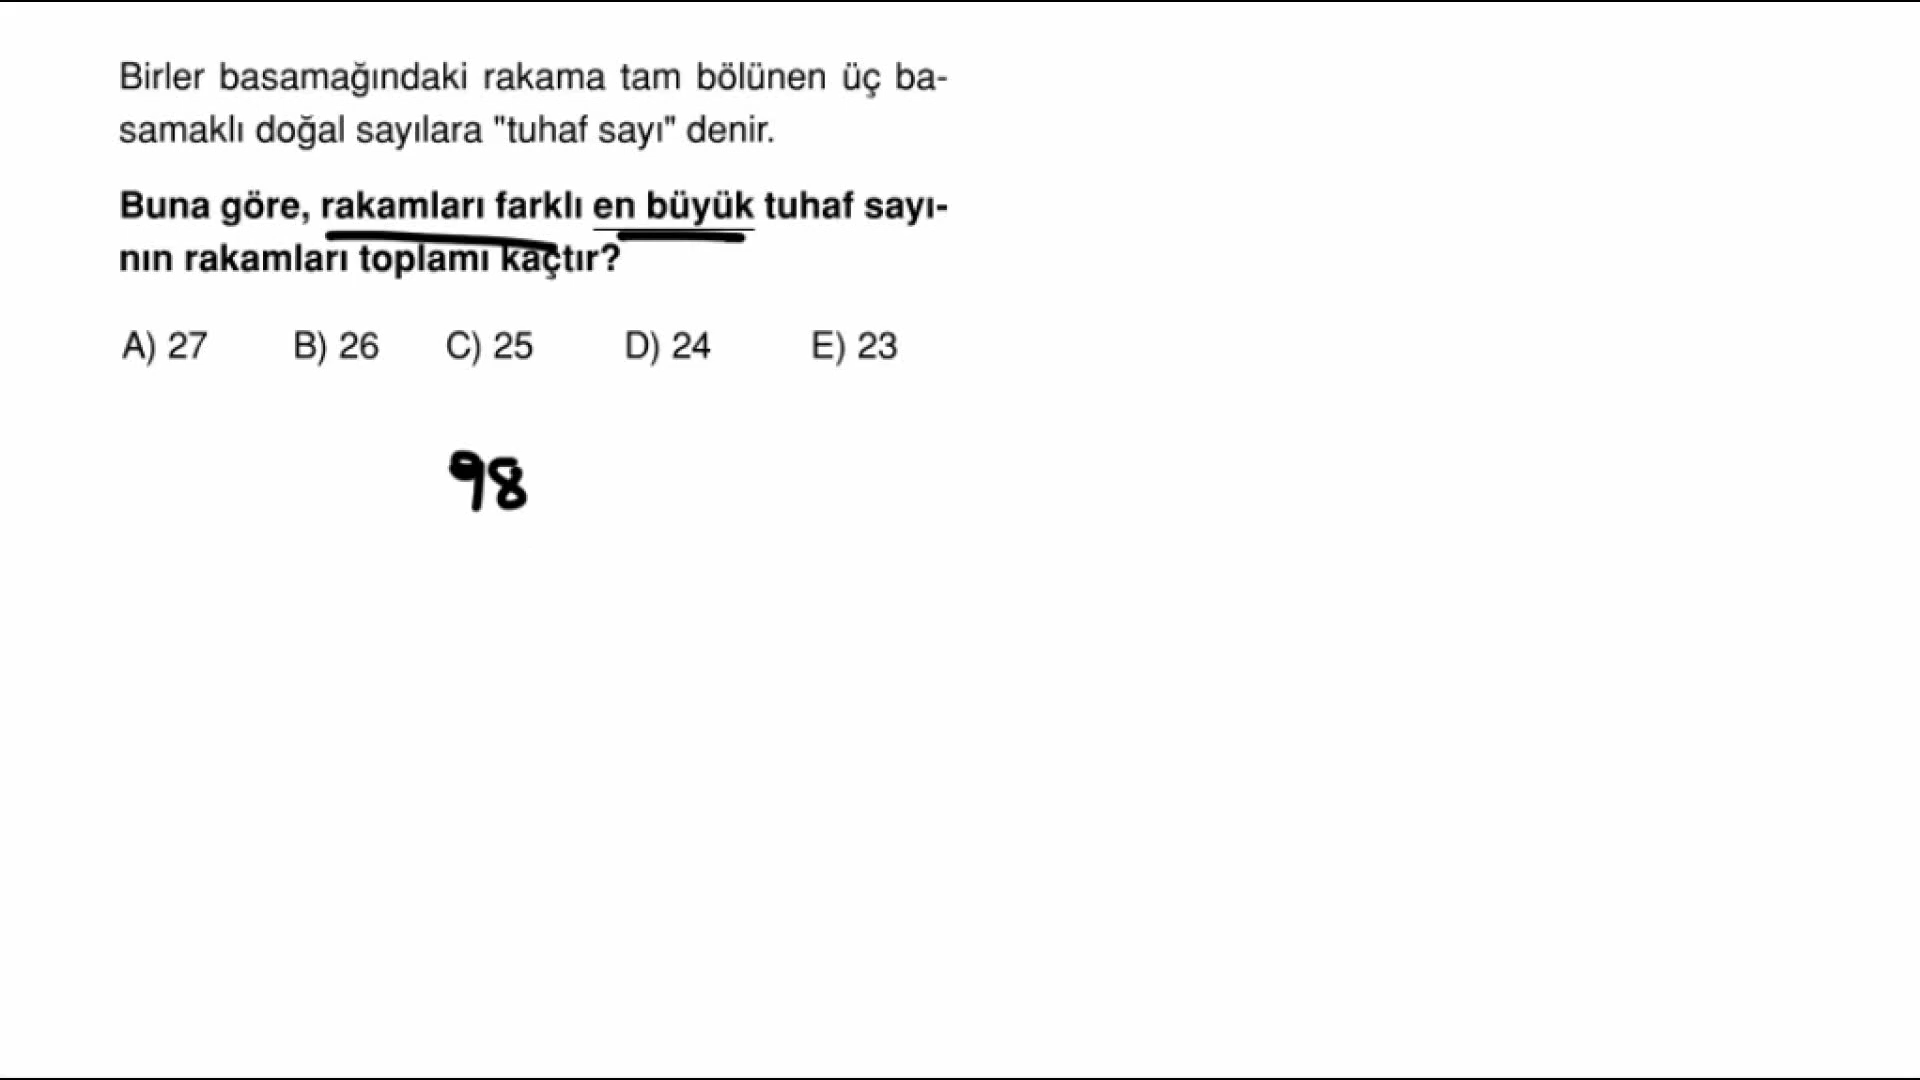 Birler basamağındaki rakama tam bölünen üç ba-
samaklı doğal sayılara "tuhaf sayı" denir.
Buna göre, rakamları farklı en büyük tuhaf sayı-
nın rakamları toplamı kaçtır?
A) 27 B) 26 C) 25 D) 24 E) 23
98